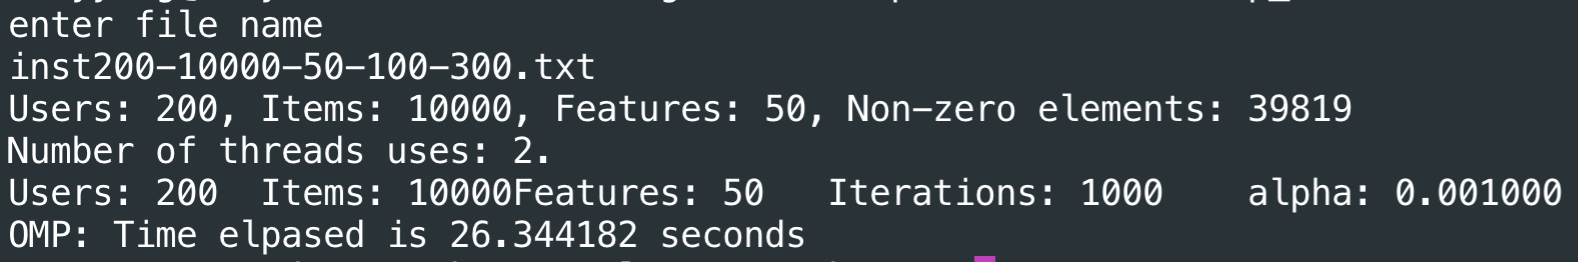 enter file name
inst200-10000-50-100-300.txt
Users: 200, Items: 10000, Features: 50, Non-zero elements: 39819
Number of threads uses: 2.
Users: 200  Items: 10000Features: 50   Iterations: 1000    alpha: 0.001000
OMP: Time elpased is 26.344182 seconds